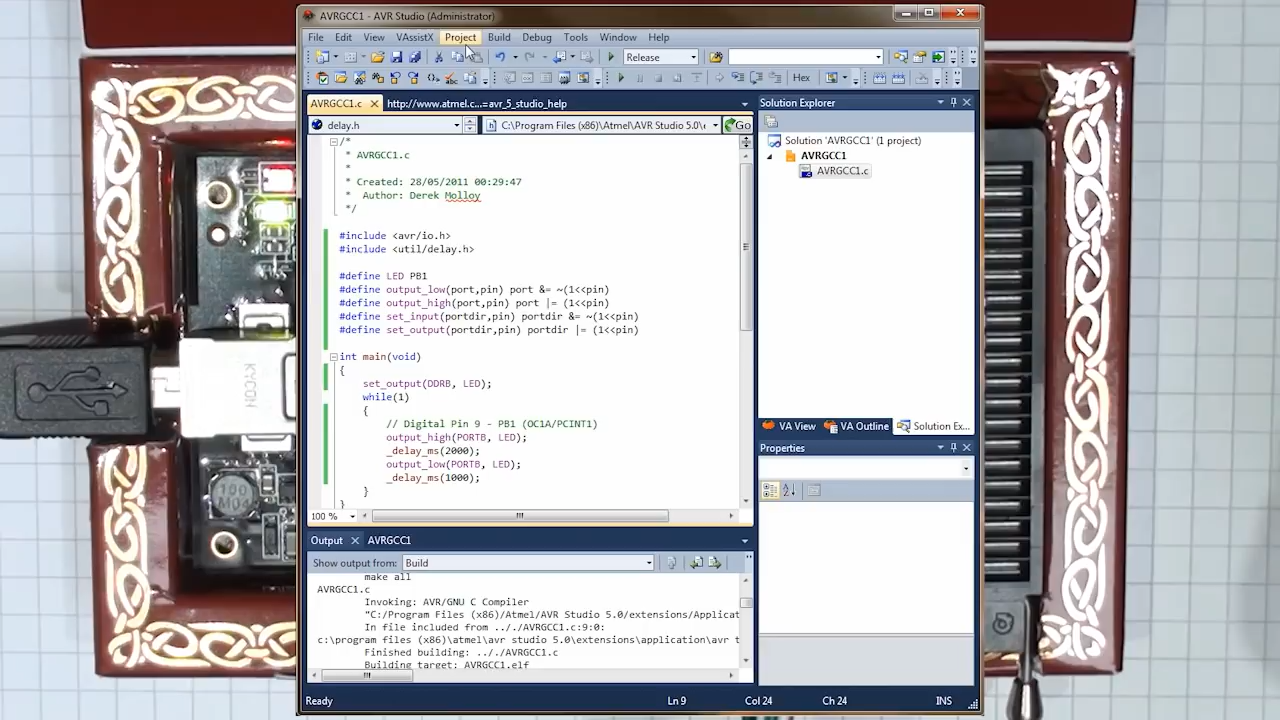 AVRGCC1 - AVR Studio (Administrator)
File Edit View VAssistX Project Build Debug Tools Window Help
Release
Hex
AVRGCC1.c http://www.atmel.c...=avr_5_studio_help
delay.h C:\Program Files (x86)\Atmel\AVR Studio 5.0\ Go
/*
* AVRGCC1.c
*
* Created: 28/05/2011 00:29:47
* Author: Derek Molloy
*/
#include <avr/io.h>
#include <util/delay.h>
#define LED PB1
#define output_low(port,pin) port &= ~(1<<pin)
#define output_high(port,pin) port |= (1<<pin)
#define set_input(portdir,pin) portdir &= ~(1<<pin)
#define set_output(portdir,pin) portdir |= (1<<pin)
int main(void)
{
set_output(DDRB, LED);
while(1)
{
// Digital Pin 9 - PB1 (OC1A/PCINT1)
output_high(PORTB, LED);
_delay_ms(2000);
output_low(PORTB, LED);
_delay_ms(1000);
}
}
100 %
Solution Explorer
Solution 'AVRGCC1' (1 project)
AVRGCC1
AVRGCC1.c
VA View VA Outline Solution Ex...
Properties
Output AVRGCC1
Show output from: Build
make all
AVRGCC1.c
Invoking: AVR/GNU C Compiler
"C:/Program Files (x86)/Atmel/AVR Studio 5.0/extensions/Applicat
In file included from .././AVRGCC1.c:9:0:
c:\program files (x86)\atmel\avr studio 5.0\extensions\application\avr t
Finished building: .././AVRGCC1.c
Building target: AVRGCC1.elf
Ready Ln 9 Col 24 Ch 24 INS
KYCON
100
M04